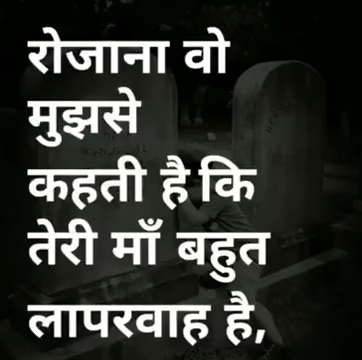 रोजाना वो
मुझसे
कहती है कि
तेरी माँ बहुत
लापरवाह है,